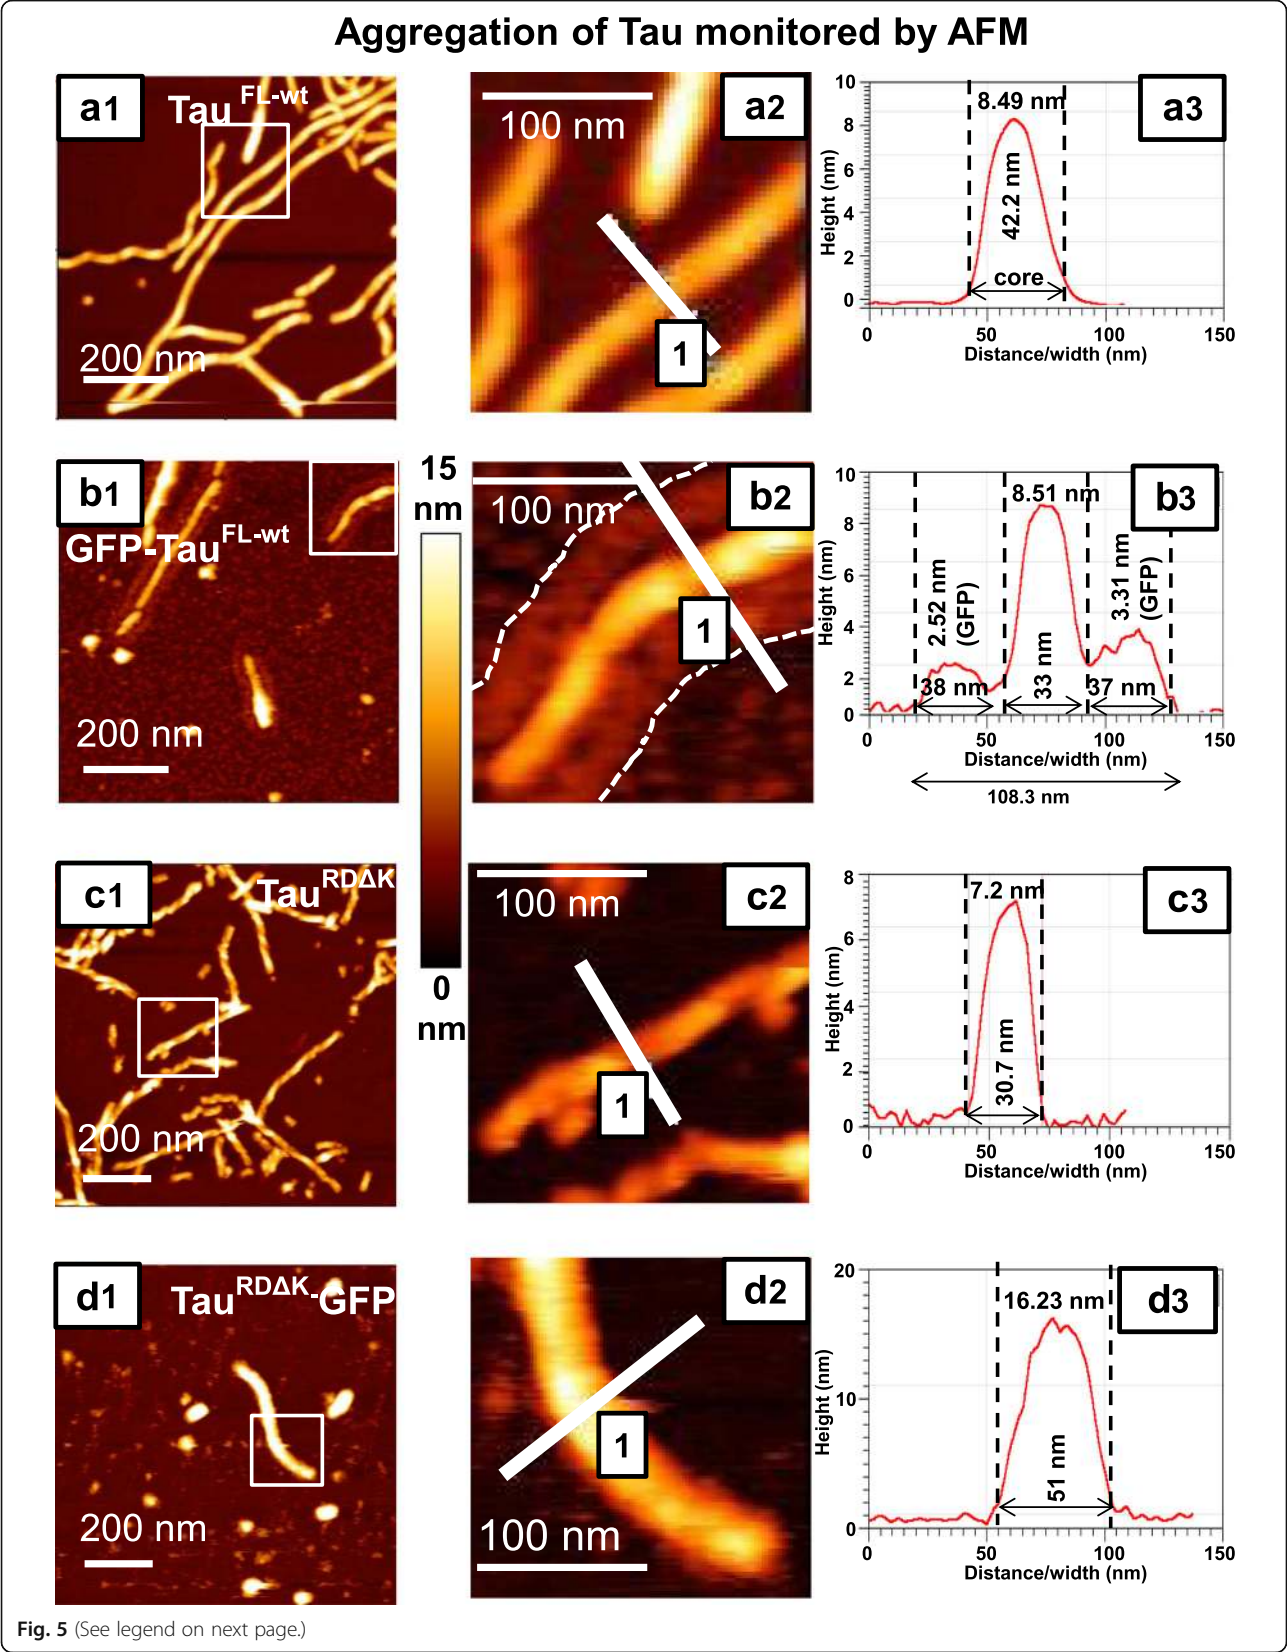 Aggregation of Tau monitored by AFM
a1
Tau FL-wt
200 nm
a2
100 nm
1
a3
8.49 nm
42.2 nm
core
Height (nm)
10
8
6
4
2
0
0 50 100 150
Distance/width (nm)
b1
GFP-Tau FL-wt
200 nm
15
nm
0
nm
b2
100 nm
1
b3
8.51 nm
2.52 nm
(GFP)
3.31 nm
(GFP)
38 nm
33 nm
37 nm
Height (nm)
10
8
6
4
2
0
0 50 100 150
Distance/width (nm)
108.3 nm
c1
Tau RDΔK
200 nm
c2
100 nm
1
c3
7.2 nm
30.7 nm
Height (nm)
8
6
4
2
0
0 50 100 150
Distance/width (nm)
d1
Tau RDΔK-GFP
200 nm
d2
1
100 nm
d3
16.23 nm
51 nm
Height (nm)
20
10
0
0 50 100 150
Distance/width (nm)
Fig. 5 (See legend on next page.)